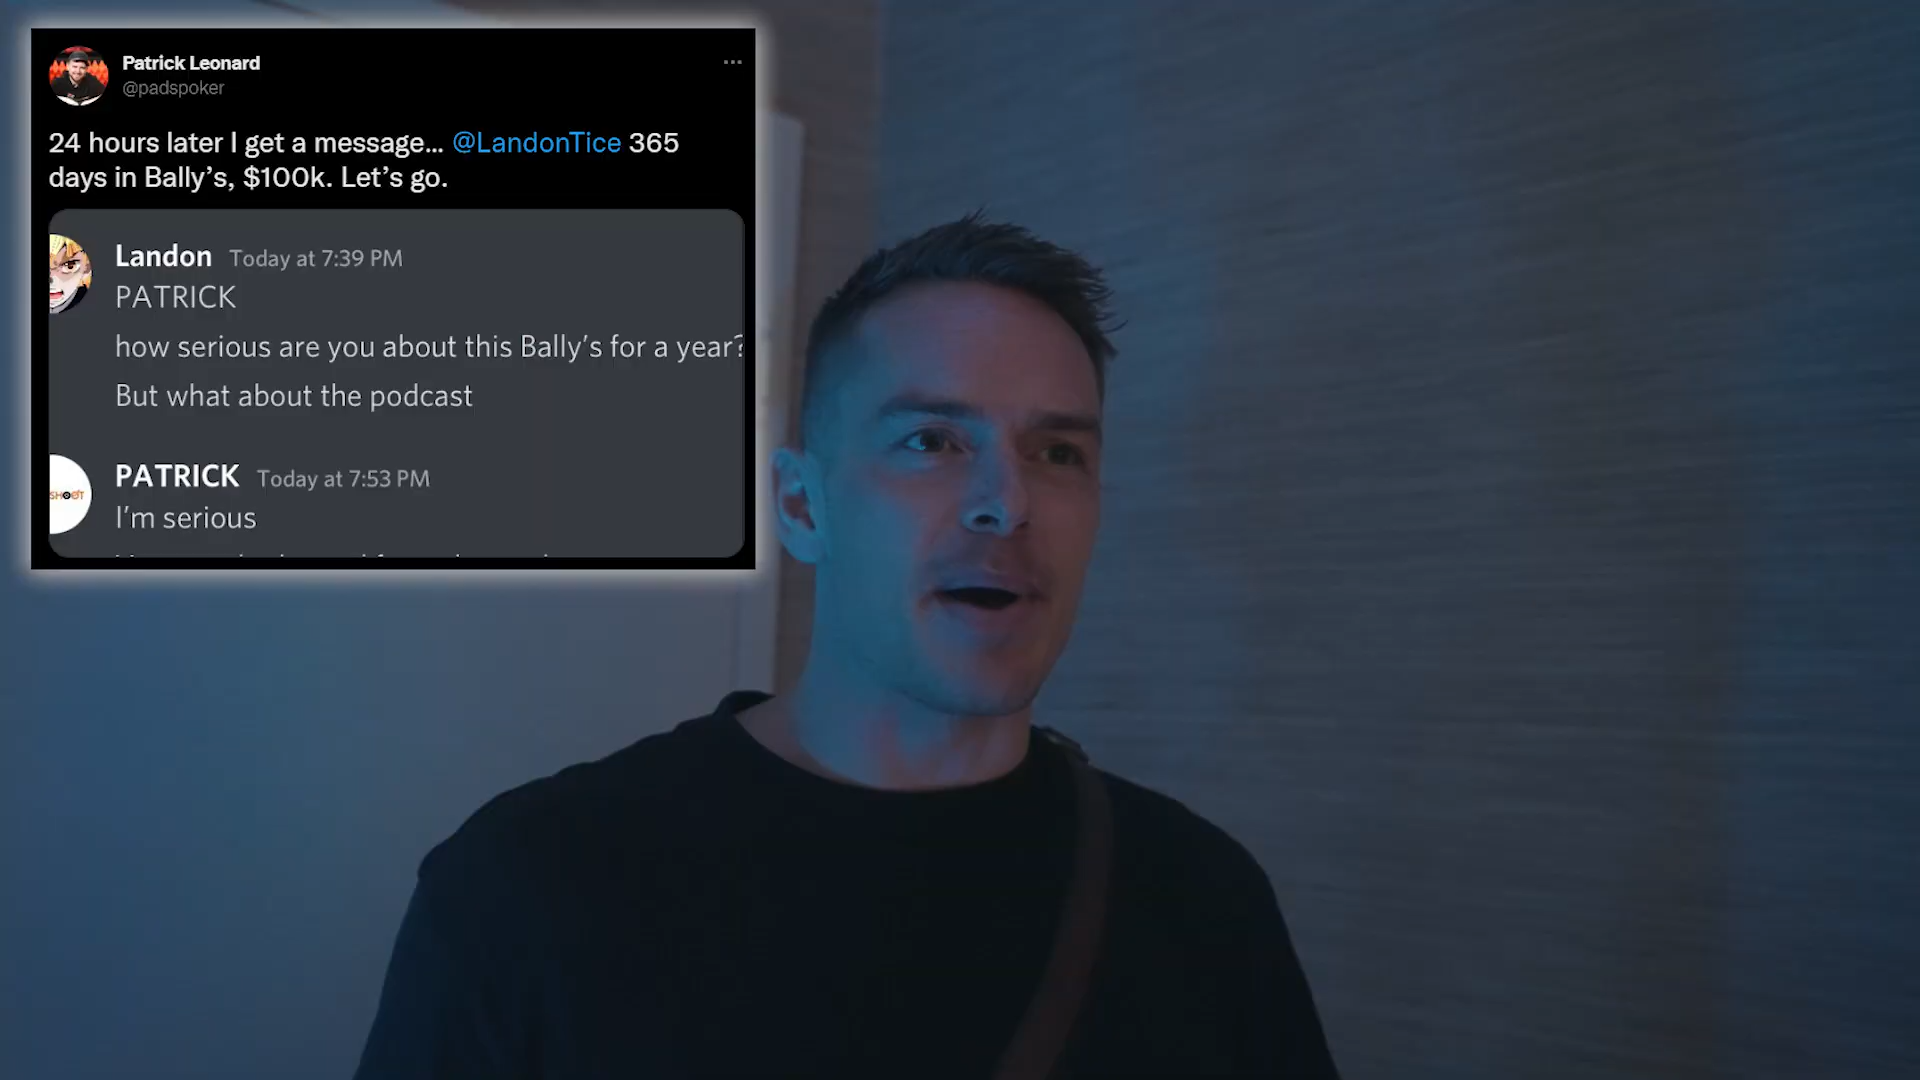 Patrick Leonard
@padspoker
24 hours later I get a message... @LandonTice 365
days in Bally's, $100k. Let's go.
Landon Today at 7:39 PM
PATRICK
how serious are you about this Bally's for a year?
But what about the podcast
PATRICK Today at 7:53 PM
SHOOT
I'm serious